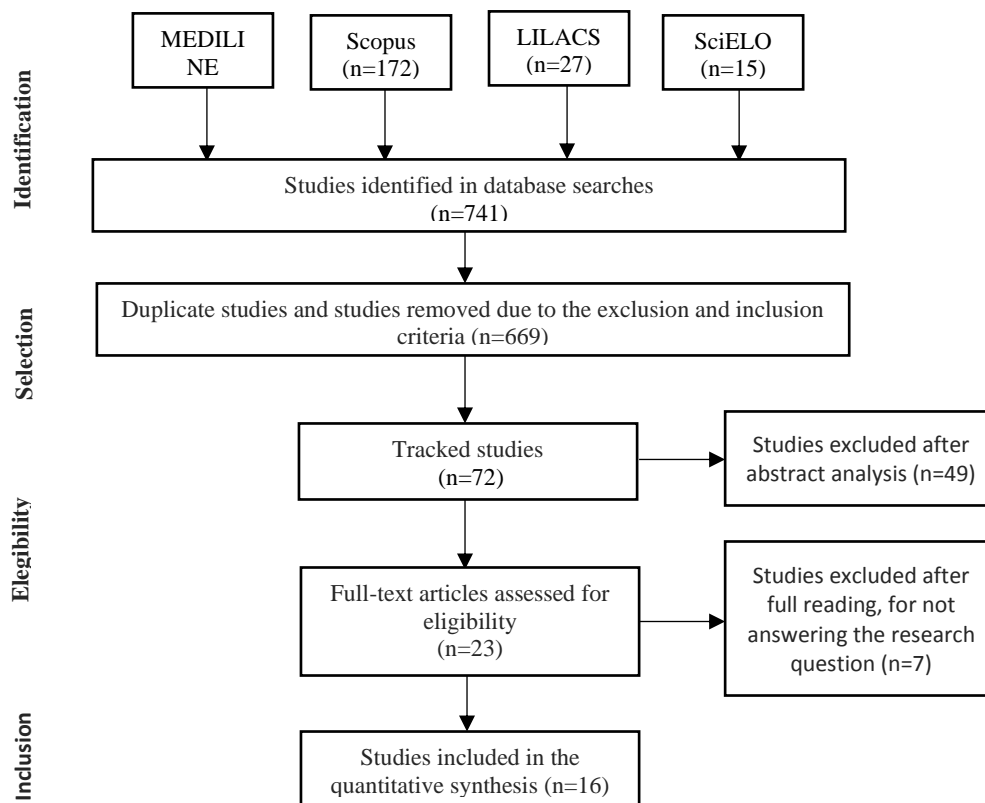 MEDILI
NE
Scopus
(n=172)
LILACS
(n=27)
SciELO
(n=15)
Identification
Studies identified in database searches
(n=741)
Selection
Duplicate studies and studies removed due to the exclusion and inclusion
criteria (n=669)
Tracked studies
(n=72)
Studies excluded after
abstract analysis (n=49)
Elegibility
Full-text articles assessed for
eligibility
(n=23)
Studies excluded after
full reading, for not
answering the research
question (n=7)
Inclusion
Studies included in the
quantitative synthesis (n=16)